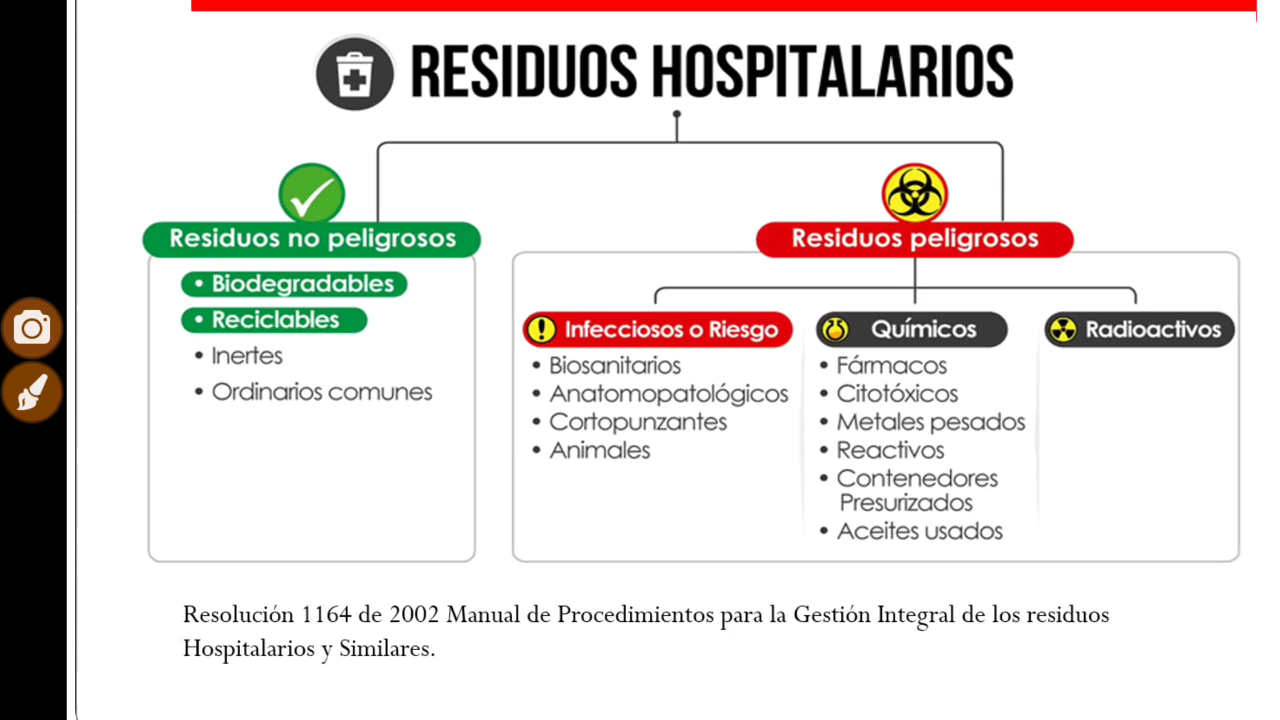 RESIDUOS HOSPITALARIOS
Residuos no peligrosos
• Biodegradables
• Reciclables
• Inertes
• Ordinarios comunes
Residuos peligrosos
Infecciosos o Riesgo
• Biosanitarios
• Anatomopatológicos
• Cortopunzantes
• Animales
Químicos
• Fármacos
• Citotóxicos
• Metales pesados
• Reactivos
• Contenedores
Presurizados
• Aceites usados
Radioactivos
Resolución 1164 de 2002 Manual de Procedimientos para la Gestión Integral de los residuos
Hospitalarios y Similares.